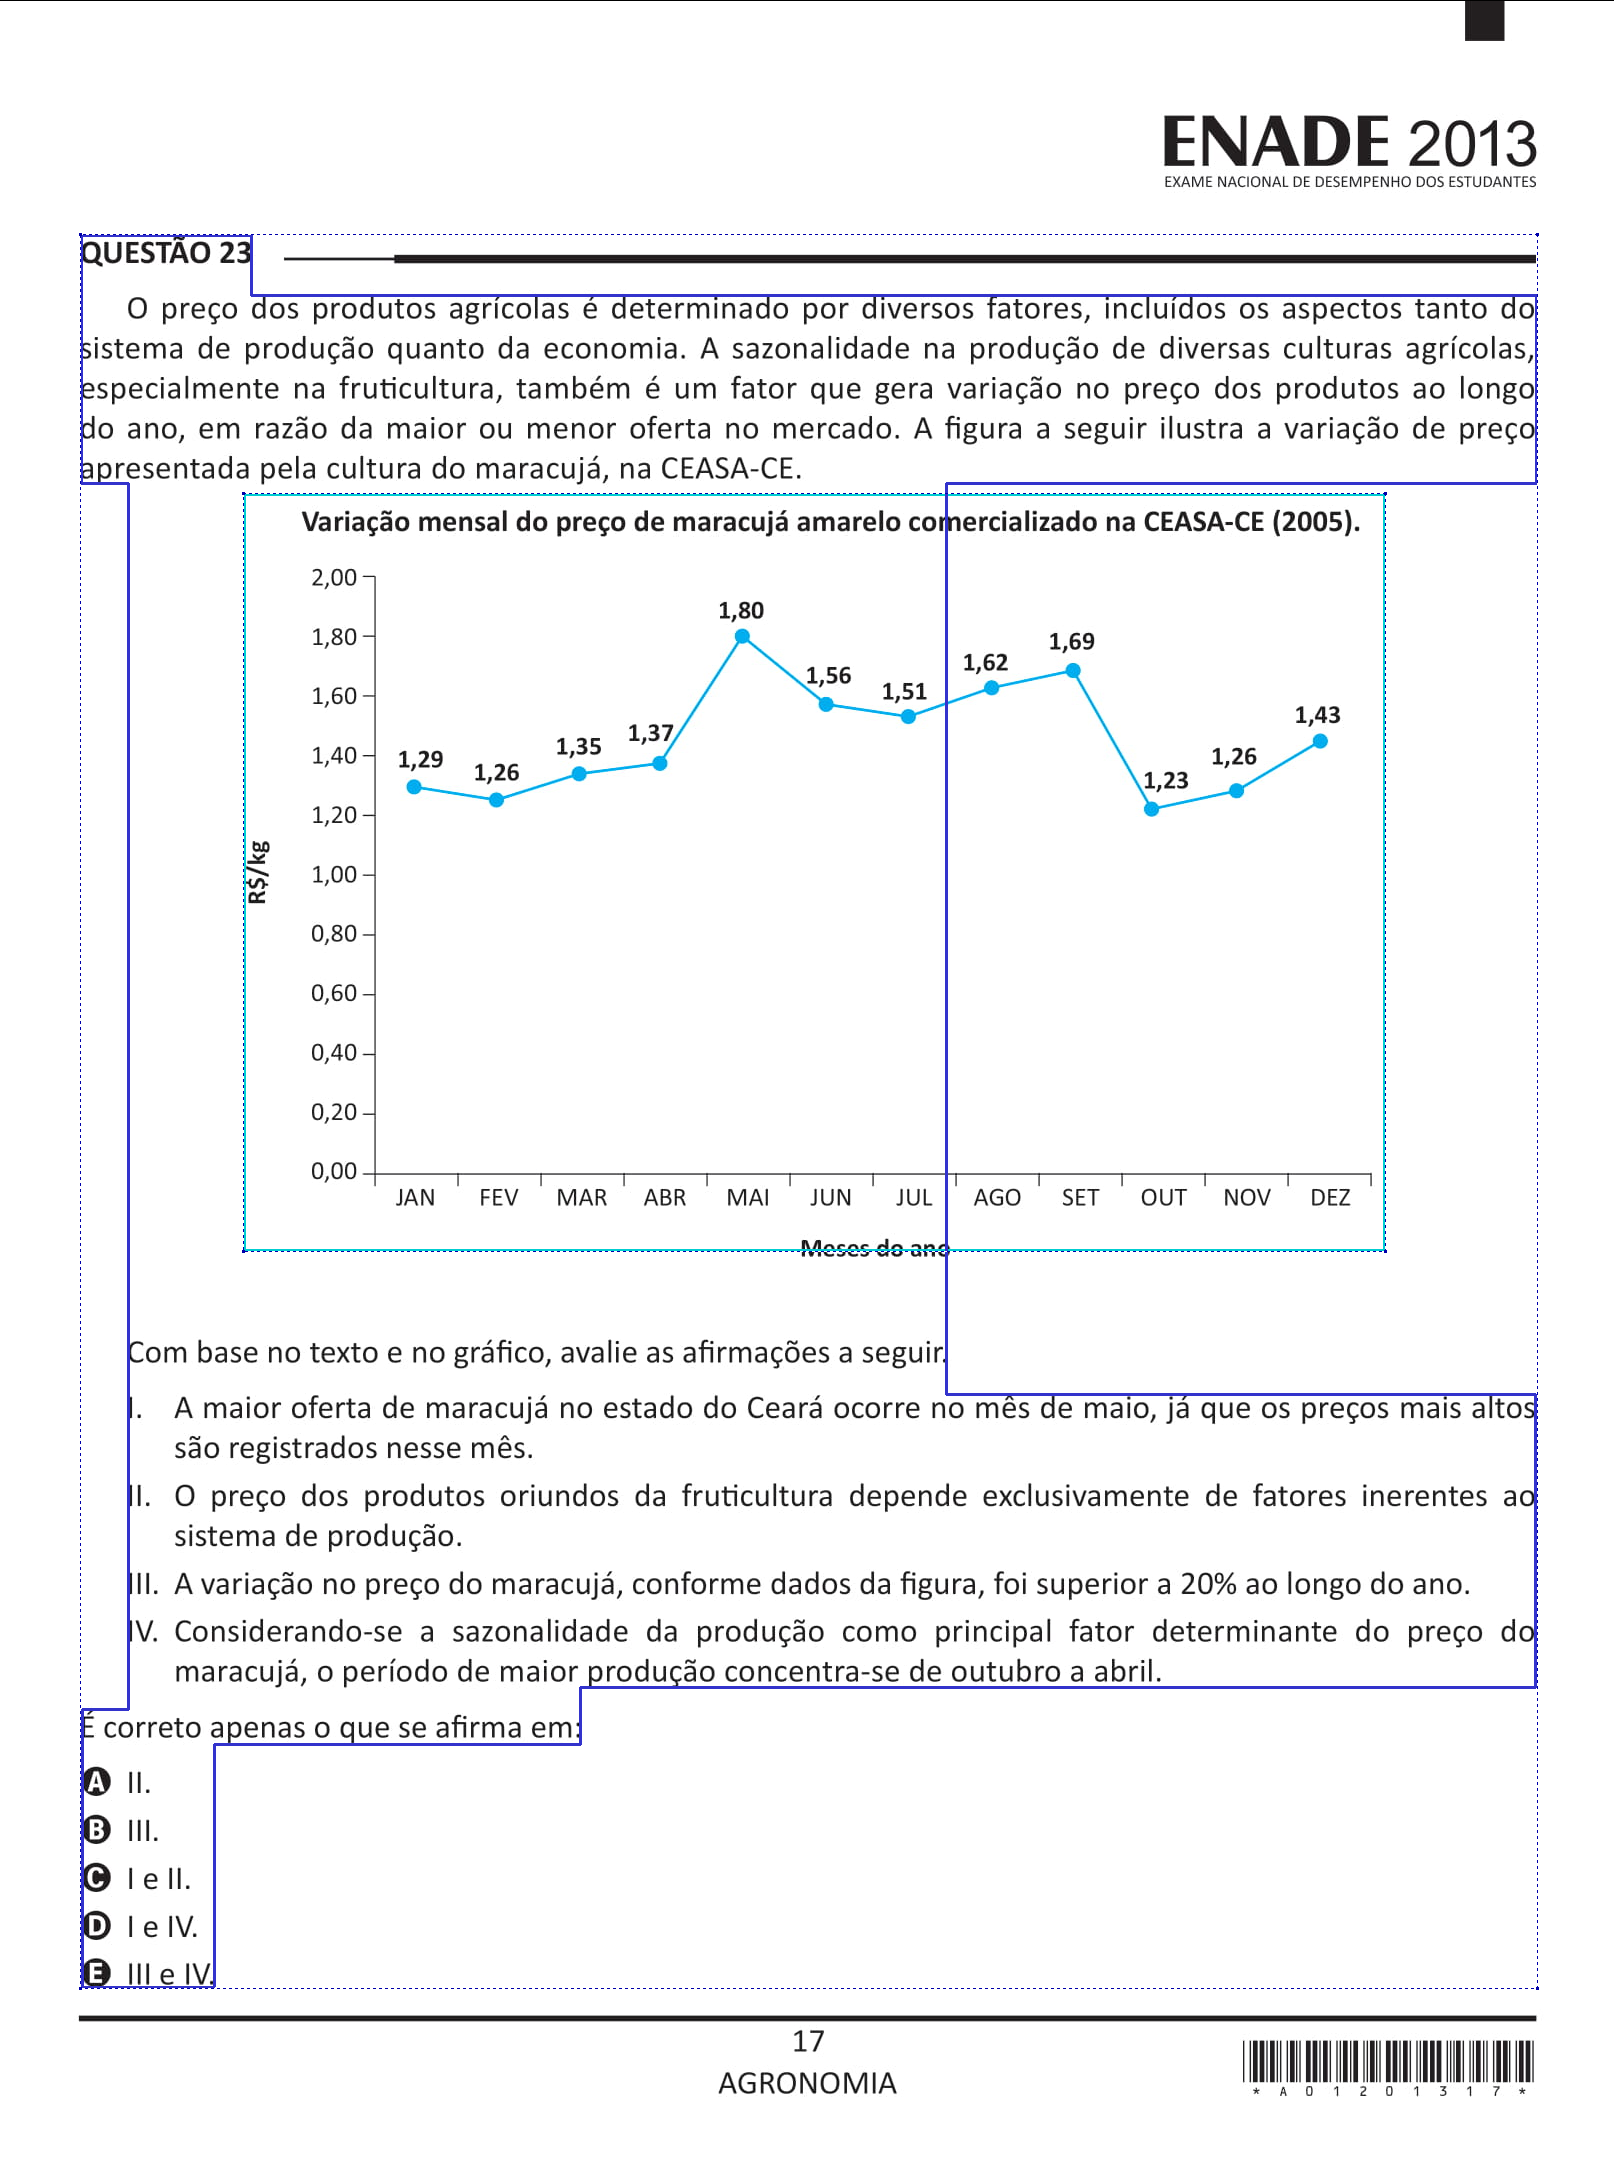 ENADE 2013
EXAME NACIONAL DE DESEMPENHO DOS ESTUDANTES
QUESTÃO 23
O preço dos produtos agrícolas é determinado por diversos fatores, incluídos os aspectos tanto do
sistema de produção quanto da economia. A sazonalidade na produção de diversas culturas agrícolas,
especialmente na fruticultura, também é um fator que gera variação no preço dos produtos ao longo
do ano, em razão da maior ou menor oferta no mercado. A figura a seguir ilustra a variação de preço
apresentada pela cultura do maracujá, na CEASA-CE.
Variação mensal do preço de maracujá amarelo comercializado na CEASA-CE (2005).
2,00
1,80
1,60
1,40
1,20
1,00
0,80
0,60
0,40
0,20
0,00
R$/kg
1,29
1,26
1,35
1,37
1,80
1,56
1,51
1,62
1,69
1,23
1,26
1,43
JAN FEV MAR ABR MAI JUN JUL AGO SET OUT NOV DEZ
Meses do ano
Com base no texto e no gráfico, avalie as afirmações a seguir.
I. A maior oferta de maracujá no estado do Ceará ocorre no mês de maio, já que os preços mais altos
são registrados nesse mês.
II. O preço dos produtos oriundos da fruticultura depende exclusivamente de fatores inerentes ao
sistema de produção.
III. A variação no preço do maracujá, conforme dados da figura, foi superior a 20% ao longo do ano.
IV. Considerando-se a sazonalidade da produção como principal fator determinante do preço do
maracujá, o período de maior produção concentra-se de outubro a abril.
É correto apenas o que se afirma em:
A II.
B III.
C I e II.
D I e IV.
E III e IV.
17
AGRONOMIA
* A 0 1 2 0 1 3 1 7 *